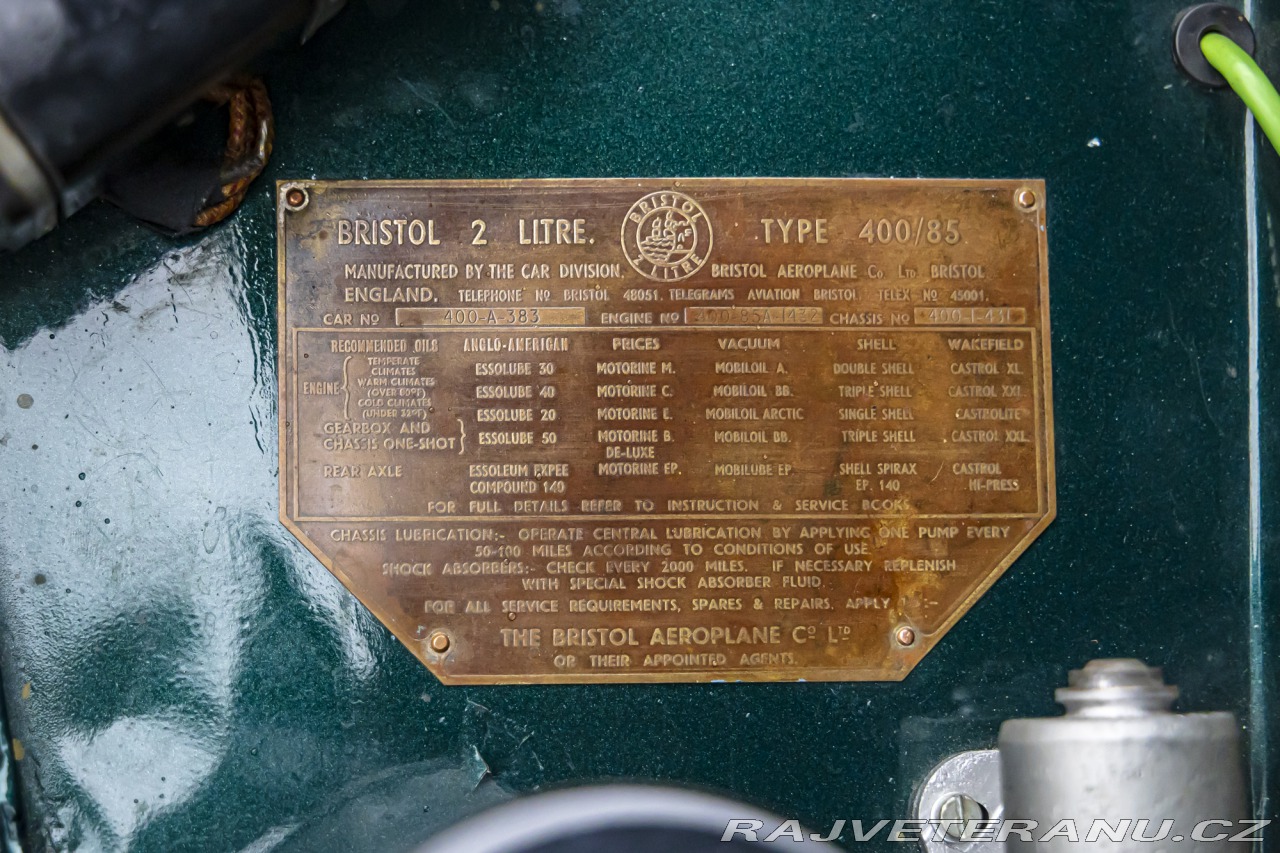 BRISTOL 2 LITRE. BRISTOL 2 LITRE TYPE 400/85
MANUFACTURED BY THE CAR DIVISION. BRISTOL AEROPLANE Co. LTD. BRISTOL
ENGLAND. TELEPHONE No BRISTOL 48051. TELEGRAMS AVIATION BRISTOL. TELEX No 45001.
CAR No 400-A-383 ENGINE No CHASSIS No
RECOMMENDED OILS ANGLO-AMERICAN PRICES VACUUM SHELL WAKEFIELD
ENGINE
TEMPERATE CLIMATES ESSOLUBE 30 MOTORINE M. MOBILOIL A. DOUBLE SHELL CASTROL XL
WARM CLIMATES (OVER 80°F) ESSOLUBE 40 MOTORINE C. MOBILOIL BB. TRIPLE SHELL CASTROL XXL
COLD CLIMATES (UNDER 32°F) ESSOLUBE 20 MOTORINE E. MOBILOIL ARCTIC SINGLE SHELL CASTROLITE
GEARBOX AND CHASSIS ONE-SHOT ESSOLUBE 50 MOTORINE B. DE-LUXE MOBILOIL BB. TRIPLE SHELL CASTROL XXL
REAR AXLE ESSOLEUM EXPEE COMPOUND 140 MOTORINE EP. MOBILUBE EP. SHELL SPIRAX EP. 140 CASTROL HI-PRESS
FOR FULL DETAILS REFER TO INSTRUCTION & SERVICE BOOKS.
CHASSIS LUBRICATION:- OPERATE CENTRAL LUBRICATION BY APPLYING ONE PUMP EVERY
50-100 MILES ACCORDING TO CONDITIONS OF USE.
SHOCK ABSORBERS:- CHECK EVERY 2000 MILES. IF NECESSARY REPLENISH
WITH SPECIAL SHOCK ABSORBER FLUID.
FOR ALL SERVICE REQUIREMENTS, SPARES & REPAIRS, APPLY :-
THE BRISTOL AEROPLANE Co LTD
OR THEIR APPOINTED AGENTS.
RAJVETERANU.CZ